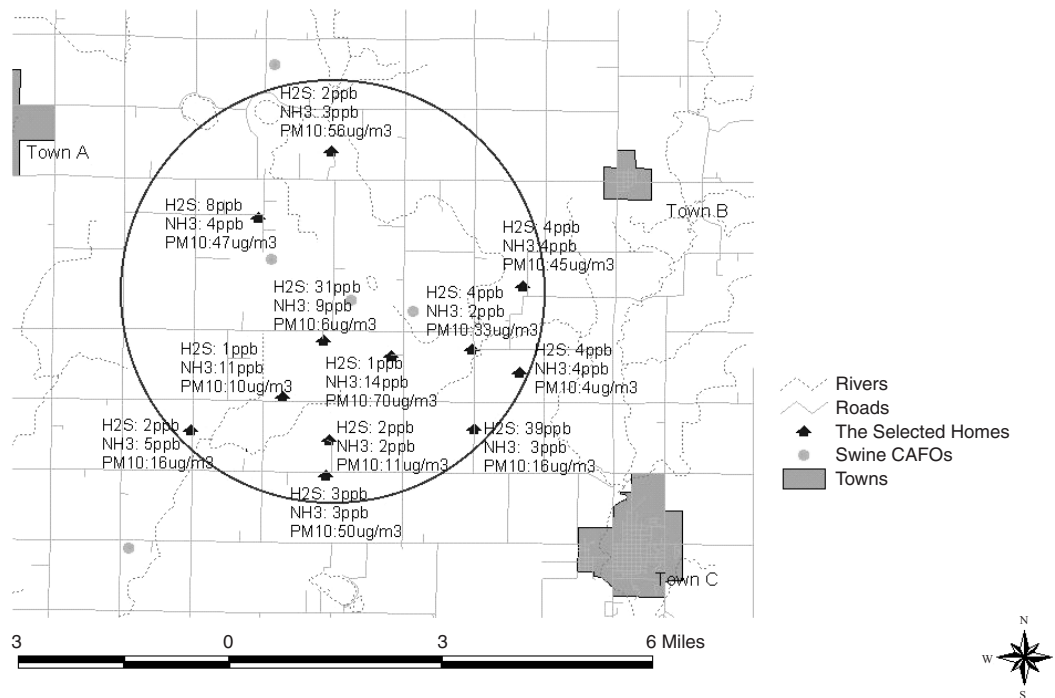 H2S: 2ppb
NH3: 3ppb
PM10:56ug/m3
Town A
H2S: 8ppb
NH3: 4ppb
PM10:47ug/m3
Town B
H2S: 4ppb
NH3:4ppb
PM10:45ug/m3
H2S: 31ppb
NH3: 9ppb
PM10:6ug/m3
H2S: 4ppb
NH3: 2ppb
PM10:33ug/m3
H2S: 1ppb
NH3:11ppb
PM10:10ug/m3
H2S: 1ppb
NH3:14ppb
PM10:70ug/m3
H2S: 4ppb
NH3:4ppb
PM10:4ug/m3
H2S: 2ppb
NH3: 5ppb
PM10:16ug/m3
H2S: 2ppb
NH3: 2ppb
PM10:11ug/m3
H2S: 39ppb
NH3: 3ppb
PM10:16ug/m3
H2S: 3ppb
NH3: 3ppb
PM10:50ug/m3
Town C
Rivers
Roads
The Selected Homes
Swine CAFOs
Towns
3 0 3 6 Miles
N
W E
S